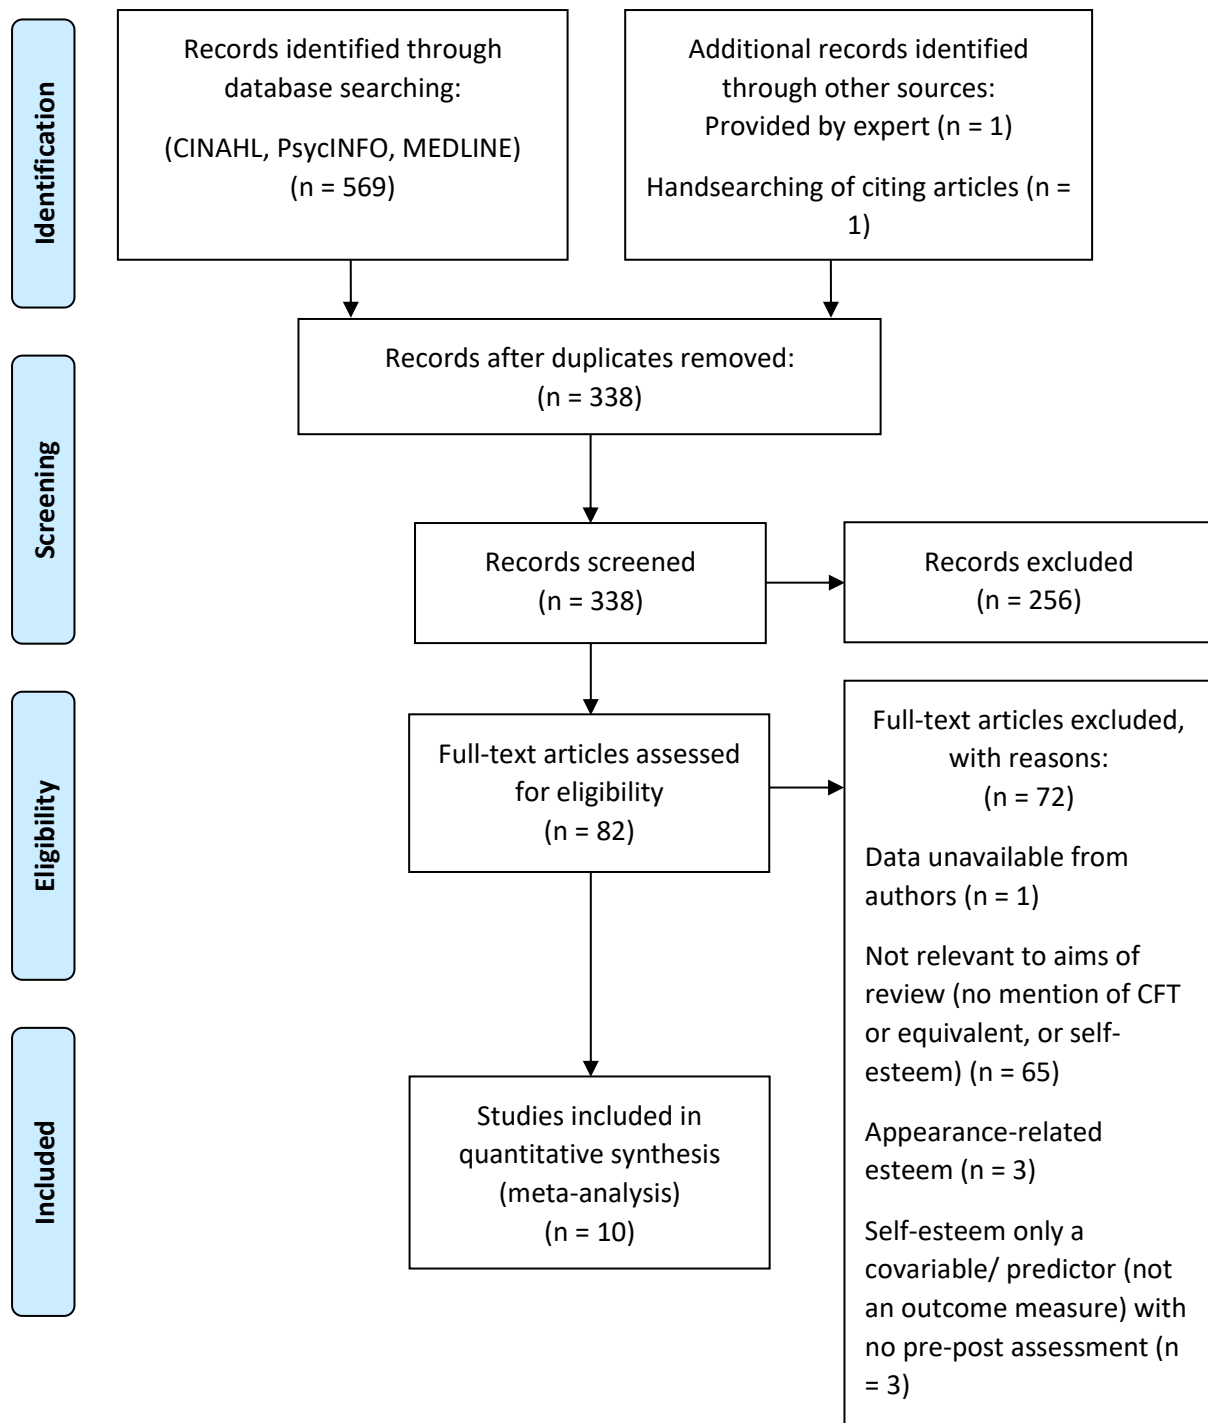 Identification
Records identified through
database searching:
(CINAHL, PsycINFO, MEDLINE)
(n = 569)
Additional records identified
through other sources:
Provided by expert (n = 1)
Handsearching of citing articles (n =
1)
Records after duplicates removed:
(n = 338)
Screening
Records screened
(n = 338)
Records excluded
(n = 256)
Eligibility
Full-text articles assessed
for eligibility
(n = 82)
Full-text articles excluded,
with reasons:
(n = 72)
Data unavailable from
authors (n = 1)
Not relevant to aims of
review (no mention of CFT
or equivalent, or self-
esteem) (n = 65)
Appearance-related
esteem (n = 3)
Self-esteem only a
covariable/ predictor (not
an outcome measure) with
no pre-post assessment (n
= 3)
Included
Studies included in
quantitative synthesis
(meta-analysis)
(n = 10)